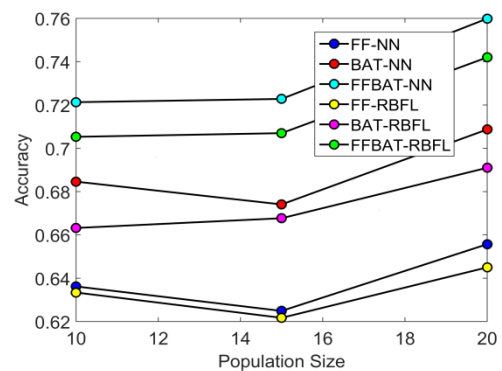 0.76
0.74
0.72
0.7
0.68
0.66
0.64
0.62
Accuracy
FF-NN
BAT-NN
FFBAT-NN
FF-RBFL
BAT-RBFL
FFBAT-RBFL
10 12 14 16 18 20
Population Size